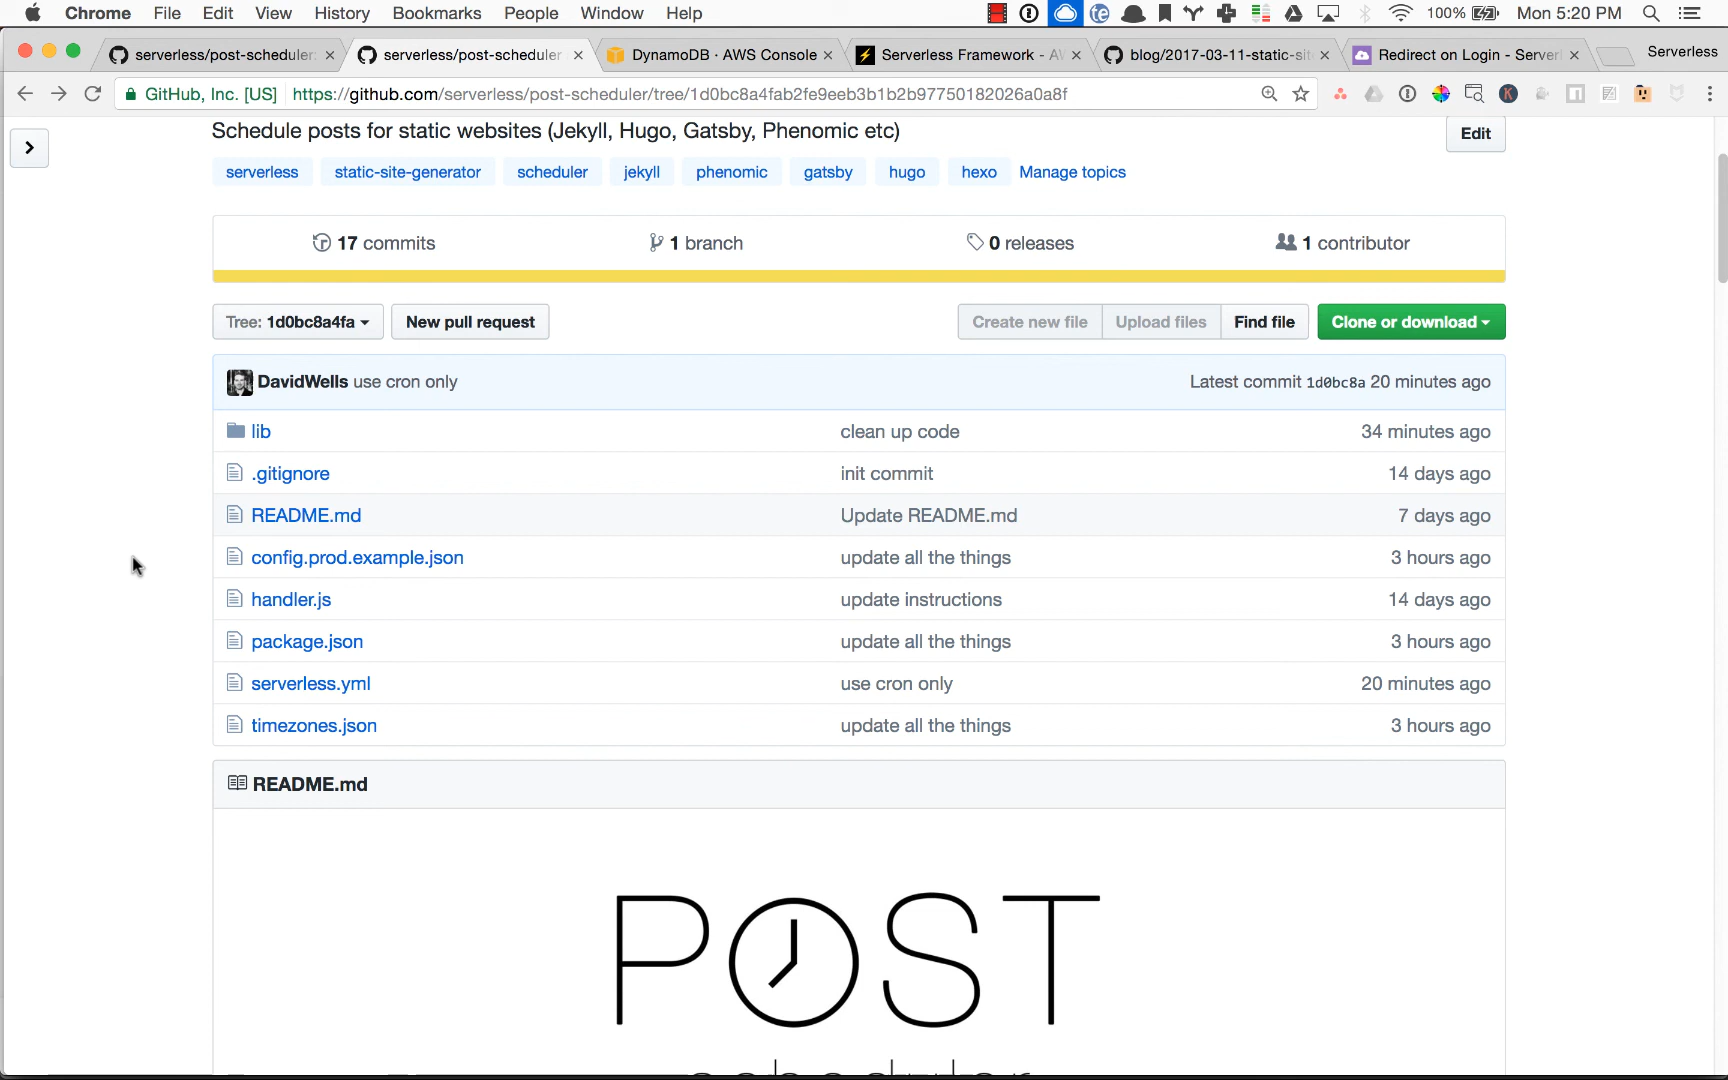 Chrome File Edit View History Bookmarks People Window Help 100% Mon 5:20 PM
serverless/post-scheduler: serverless/post-scheduler DynamoDB · AWS Console Serverless Framework - AW blog/2017-03-11-static-sit Redirect on Login - Server Serverless
GitHub, Inc. [US] https://github.com/serverless/post-scheduler/tree/1d0bc8a4fab2fe9eeb3b1b2b97750182026a0a8f
Schedule posts for static websites (Jekyll, Hugo, Gatsby, Phenomic etc) Edit
serverless static-site-generator scheduler jekyll phenomic gatsby hugo hexo Manage topics
17 commits 1 branch 0 releases 1 contributor
Tree: 1d0bc8a4fa New pull request Create new file Upload files Find file Clone or download
DavidWells use cron only Latest commit 1d0bc8a 20 minutes ago
lib clean up code 34 minutes ago
.gitignore init commit 14 days ago
README.md Update README.md 7 days ago
config.prod.example.json update all the things 3 hours ago
handler.js update instructions 14 days ago
package.json update all the things 3 hours ago
serverless.yml use cron only 20 minutes ago
timezones.json update all the things 3 hours ago
README.md
POST